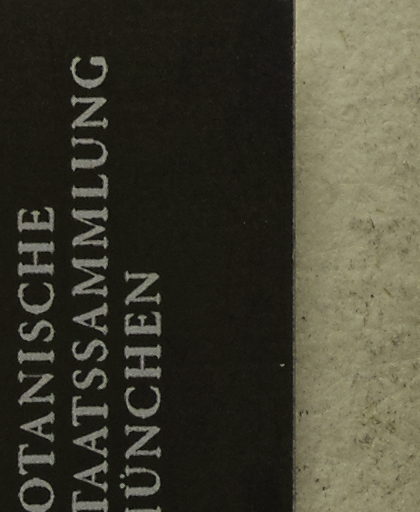 OTANISCHE
TAATSSAMMLUNG
ÜNCHEN